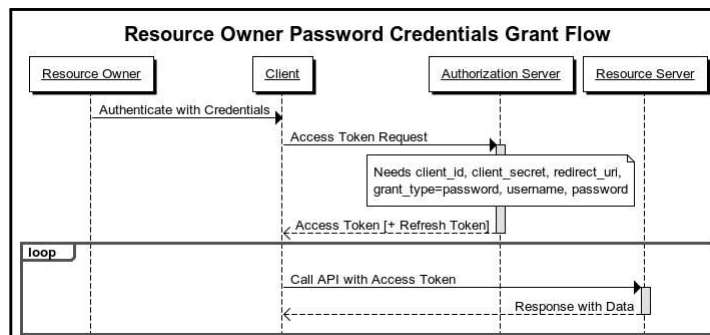 Resource Owner Password Credentials Grant Flow
Resource Owner
Client
Authorization Server
Resource Server
Authenticate with Credentials
Access Token Request
Needs client_id, client_secret, redirect_uri,
grant_type=password, username, password
Access Token [+ Refresh Token]
loop
Call API with Access Token
Response with Data